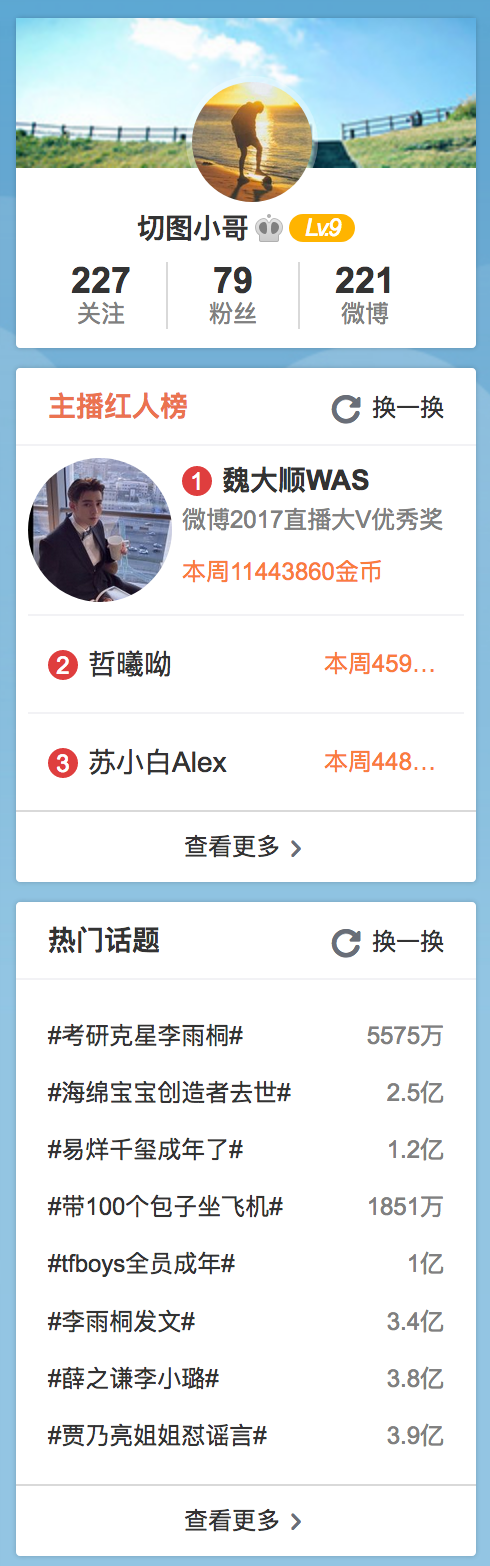 切图小哥 Lv.9
227 79 221
关注 粉丝 微博
主播红人榜 换一换
1 魏大顺WAS
微博2017直播大V优秀奖
本周11443860金币
2 哲曦呦 本周459...
3 苏小白Alex 本周448...
查看更多 >
热门话题 换一换
#考研克星李雨桐# 5575万
#海绵宝宝创造者去世# 2.5亿
#易烊千玺成年了# 1.2亿
#带100个包子坐飞机# 1851万
#tfboys全员成年# 1亿
#李雨桐发文# 3.4亿
#薛之谦李小璐# 3.8亿
#贾乃亮姐姐怼谣言# 3.9亿
查看更多 >